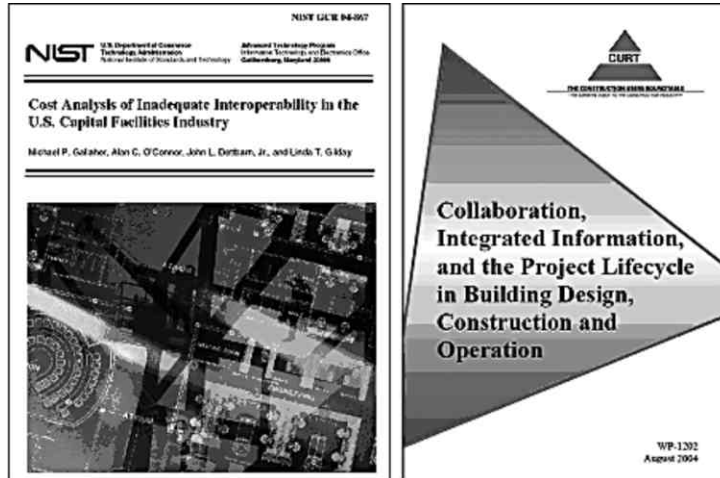 NIST GCR 04-867
NIST
U.S. Department of Commerce
Technology Administration
National Institute of Standards and Technology
Advanced Technology Program
Information Technology and Electronics Office
Gaithersburg, Maryland 20899
Cost Analysis of Inadequate Interoperability in the
U.S. Capital Facilities Industry
Michael P. Gallaher, Alan C. O'Connor, John L. Dettbarn, Jr., and Linda T. Gilday
CURT
THE CONSTRUCTION USERS ROUNDTABLE
Collaboration,
Integrated Information,
and the Project Lifecycle
in Building Design,
Construction and
Operation
WP-1202
August 2004